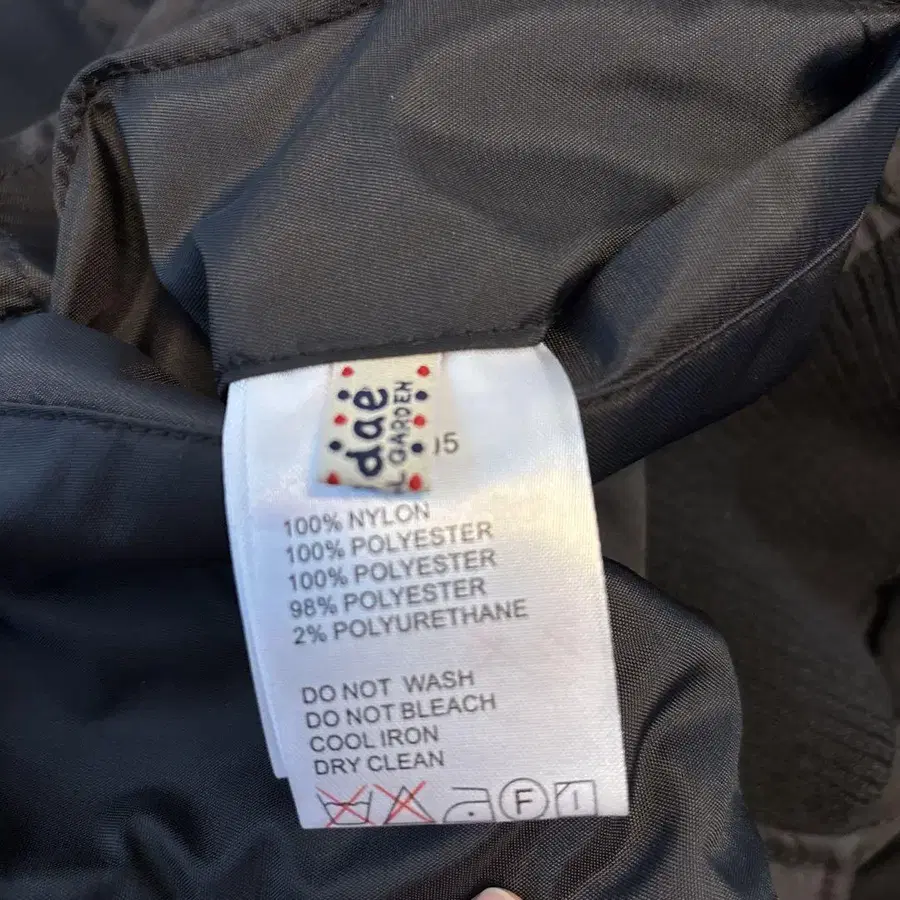 dae
L GARDEN
05
100% NYLON
100% POLYESTER
100% POLYESTER
98% POLYESTER
2% POLYURETHANE
DO NOT WASH
DO NOT BLEACH
COOL IRON
DRY CLEAN
F